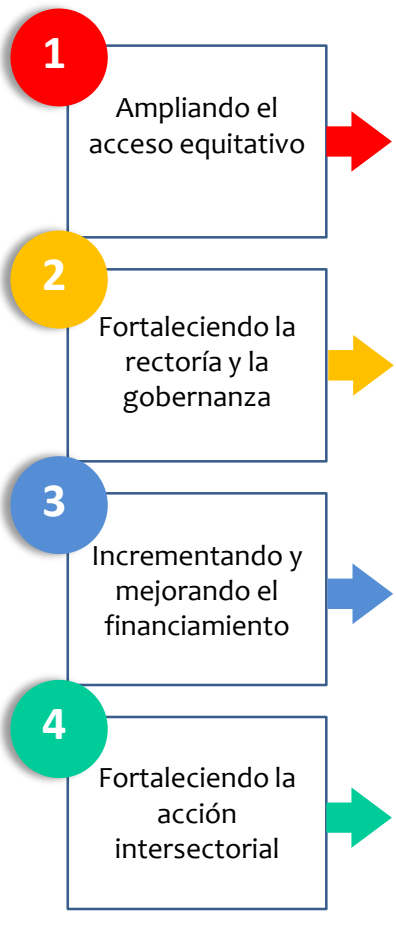 1
Ampliando el
acceso equitativo
2
Fortaleciendo la
rectoría y la
gobernanza
3
Incrementando y
mejorando el
financiamiento
4
Fortaleciendo la
acción
intersectorial